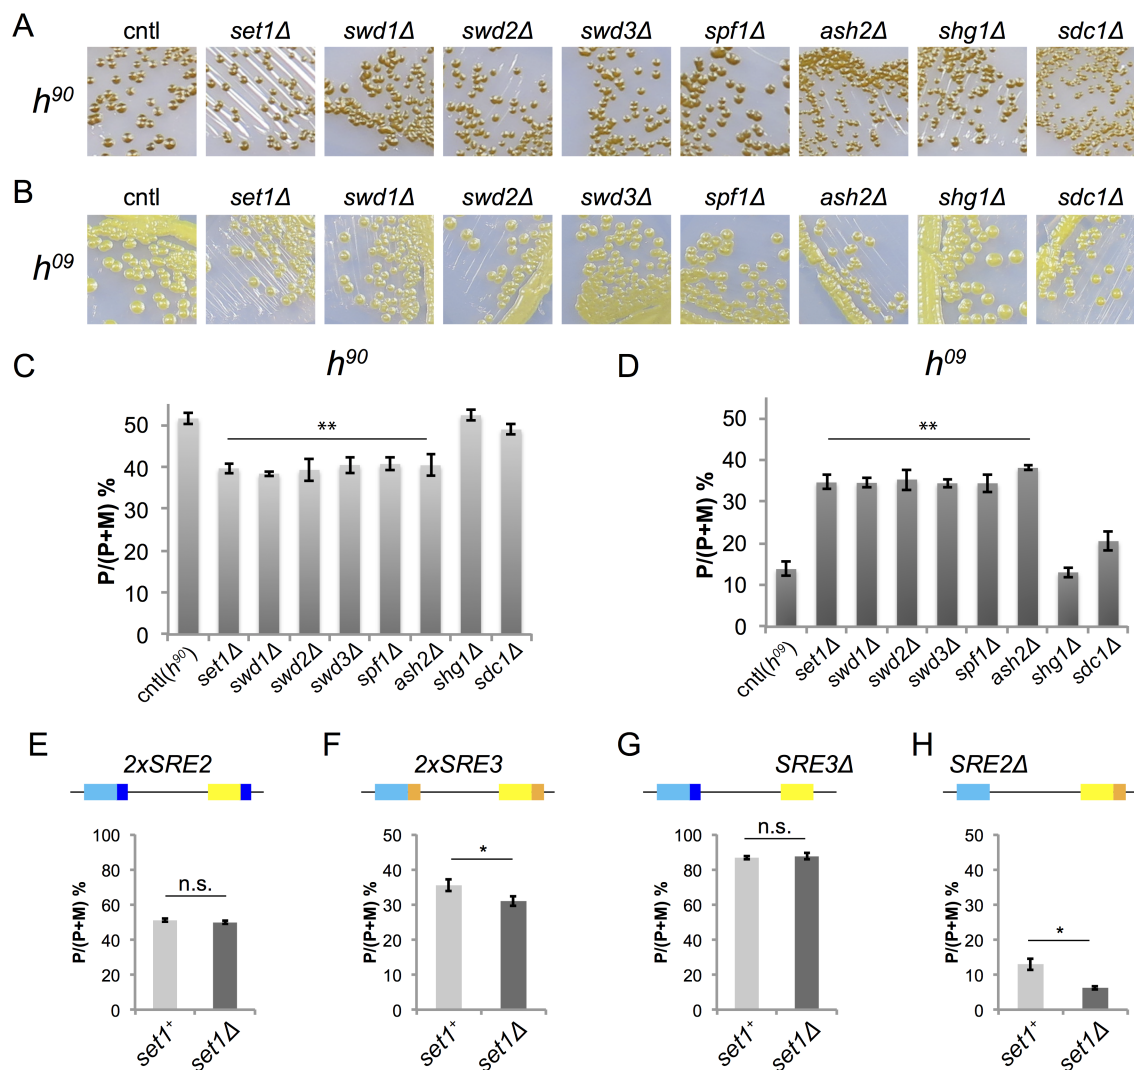 A
cntl set1Δ swd1Δ swd2Δ swd3Δ spf1Δ ash2Δ shg1Δ sdc1Δ
h⁹⁰
B
cntl set1Δ swd1Δ swd2Δ swd3Δ spf1Δ ash2Δ shg1Δ sdc1Δ
h⁰⁹
C
h⁹⁰
P/(P+M) %
50
40
30
20
10
0
**
cntl(h⁹⁰) set1Δ swd1Δ swd2Δ swd3Δ spf1Δ ash2Δ shg1Δ sdc1Δ
D
h⁰⁹
P/(P+M) %
50
40
30
20
10
0
**
cntl(h⁰⁹) set1Δ swd1Δ swd2Δ swd3Δ spf1Δ ash2Δ shg1Δ sdc1Δ
E
2xSRE2
P/(P+M) %
100
80
60
40
20
0
n.s.
set1⁺ set1Δ
F
2xSRE3
P/(P+M) %
50
40
30
20
10
0
*
set1⁺ set1Δ
G
SRE3Δ
P/(P+M) %
100
80
60
40
20
0
n.s.
set1⁺ set1Δ
H
SRE2Δ
P/(P+M) %
50
40
30
20
10
0
*
set1⁺ set1Δ